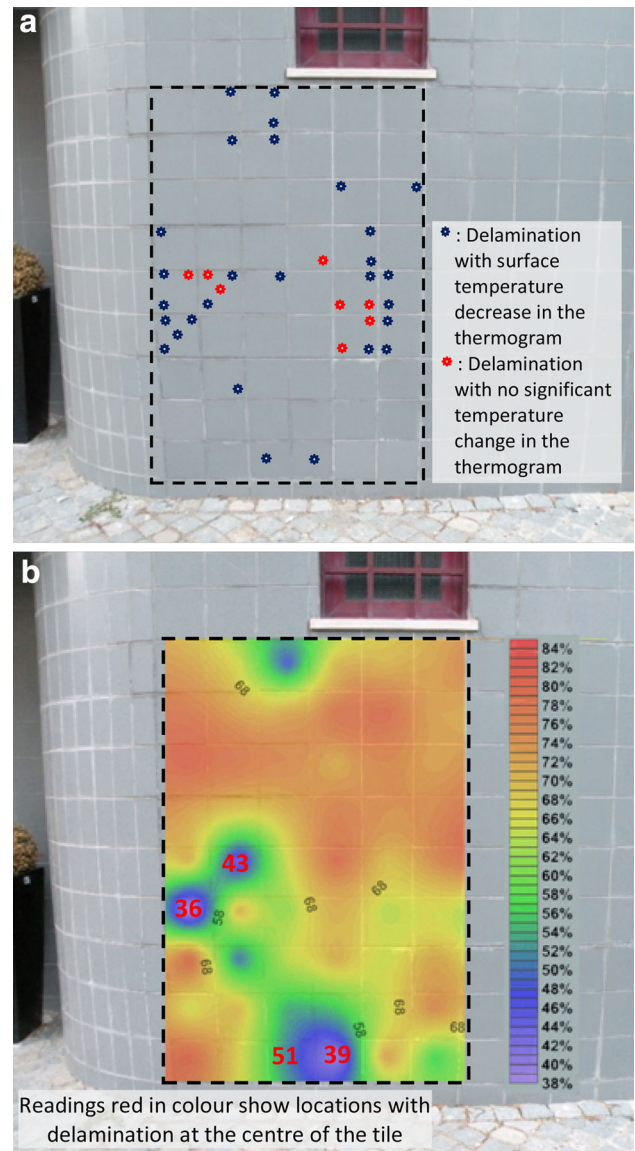 a
: Delamination
with surface
temperature
decrease in the
thermogram
: Delamination
with no significant
temperature
change in the
thermogram
b
84%
82%
80%
78%
76%
74%
72%
70%
68%
66%
64%
62%
60%
58%
56%
54%
52%
50%
48%
46%
44%
42%
40%
38%
68
43
36
58
68
68
68
58
68
68
51
39
Readings red in colour show locations with
delamination at the centre of the tile